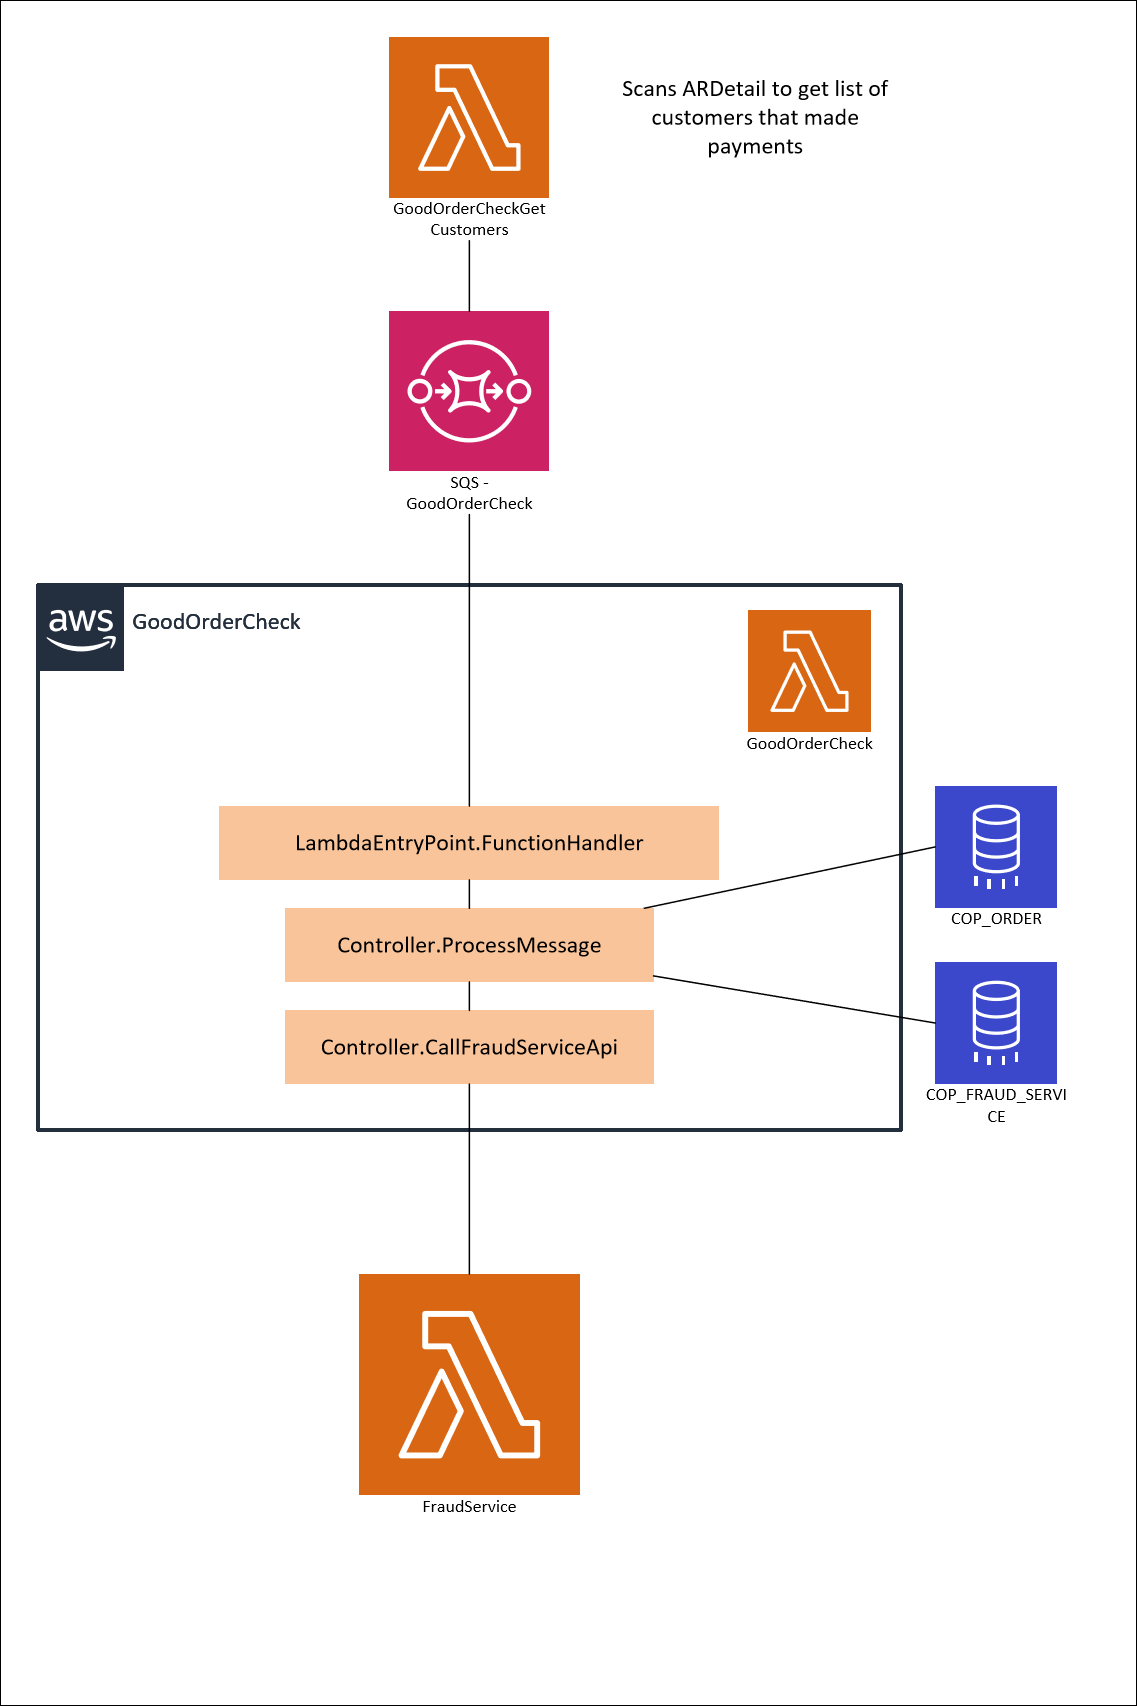 Scans ARDetail to get list of
customers that made
payments
GoodOrderCheckGet
Customers
SQS -
GoodOrderCheck
aws
GoodOrderCheck
GoodOrderCheck
LambdaEntryPoint.FunctionHandler
Controller.ProcessMessage
COP_ORDER
Controller.CallFraudServiceApi
COP_FRAUD_SERVI
CE
FraudService